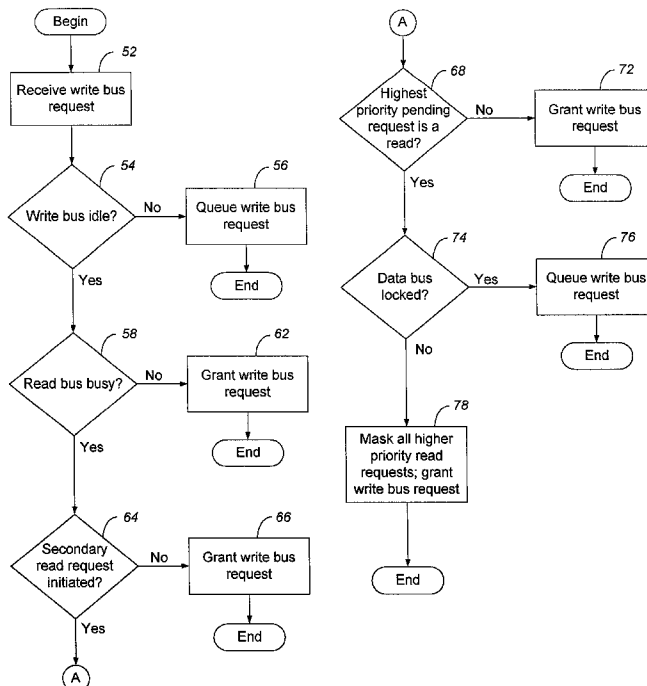 Begin
52
Receive write bus
request
54
Write bus idle?
No
56
Queue write bus
request
End
Yes
58
Read bus busy?
No
62
Grant write bus
request
End
Yes
64
Secondary
read request
initiated?
No
66
Grant write bus
request
End
Yes
A
A
68
Highest
priority pending
request is a
read?
No
72
Grant write bus
request
End
Yes
74
Data bus
locked?
Yes
76
Queue write bus
request
End
No
78
Mask all higher
priority read
requests; grant
write bus request
End